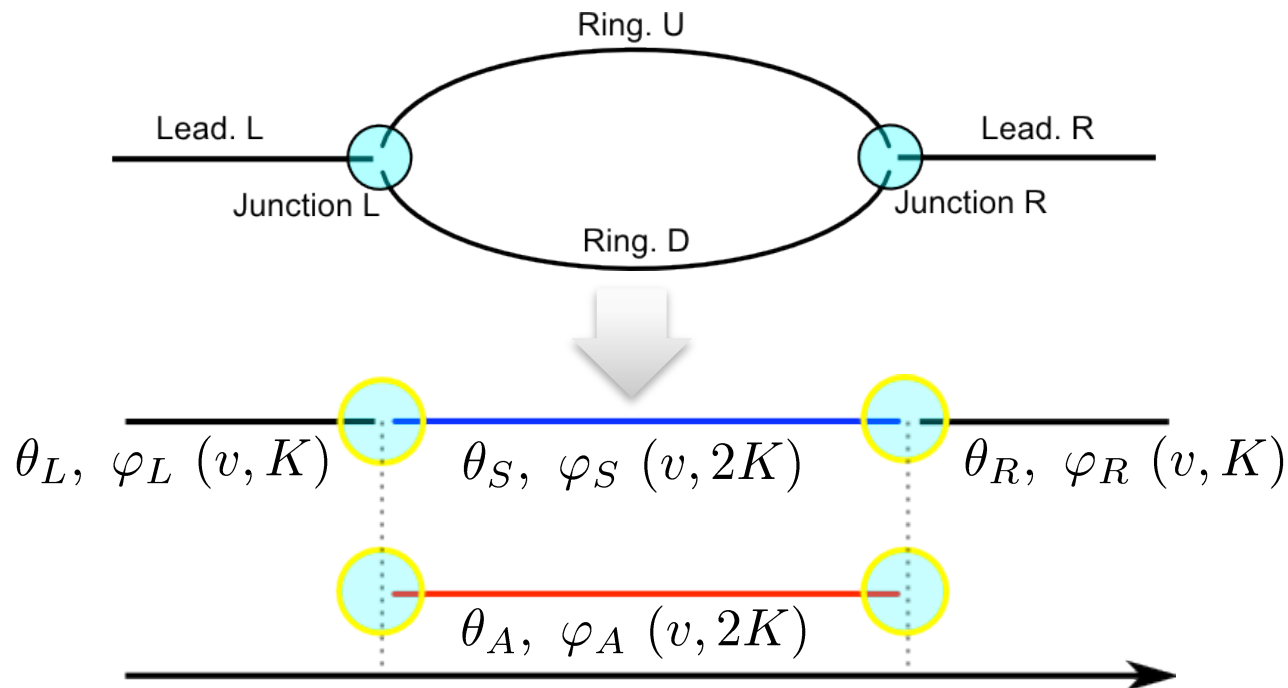 Ring. U
Lead. L
Lead. R
Junction L
Junction R
Ring. D
θ_L, φ_L (v, K)
θ_S, φ_S (v, 2K)
θ_R, φ_R (v, K)
θ_A, φ_A (v, 2K)